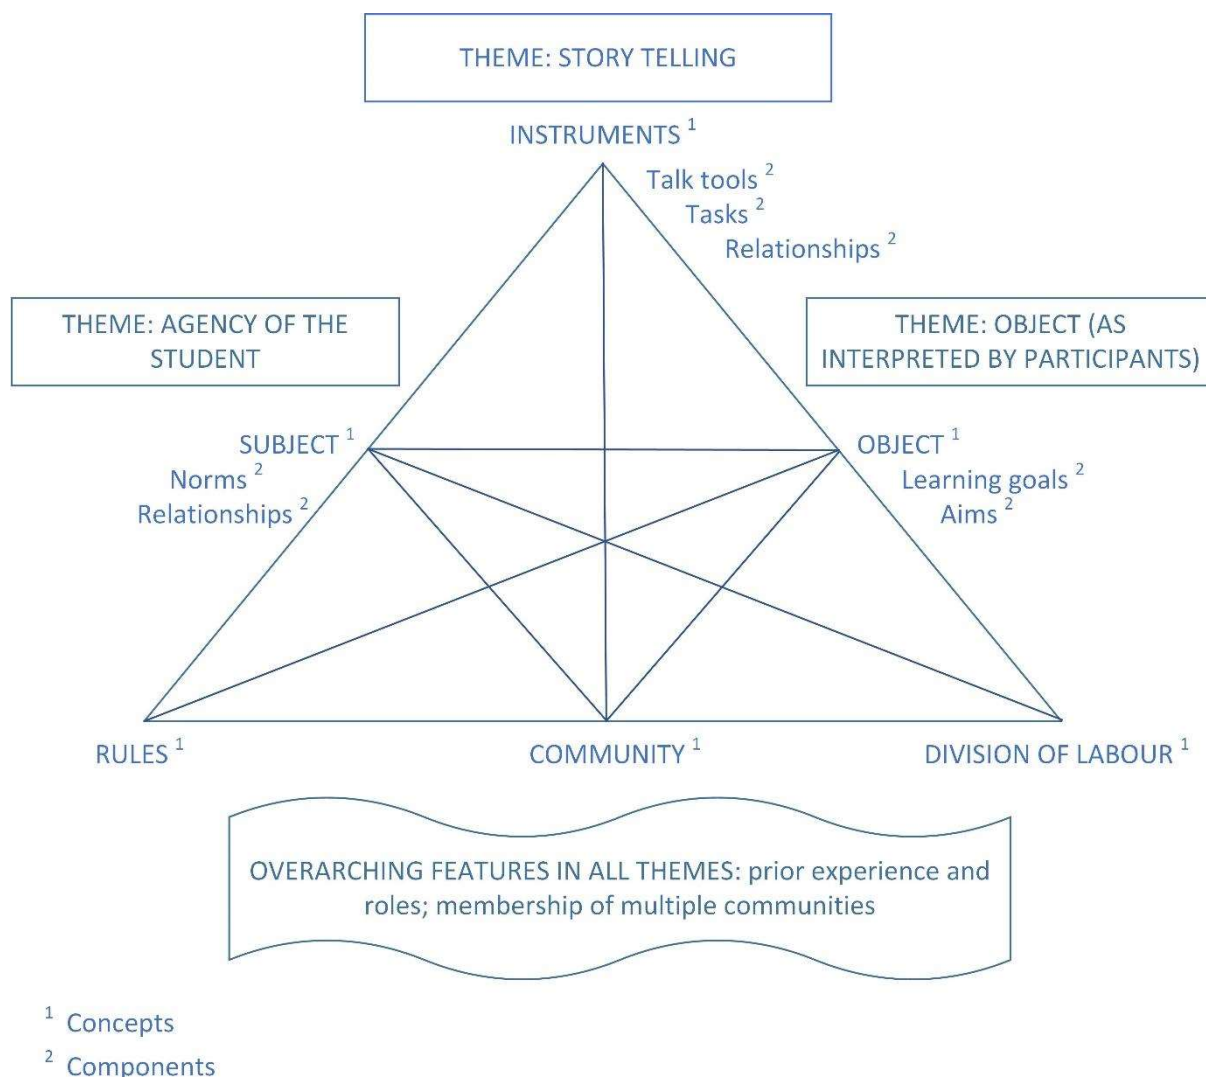 THEME: STORY TELLING
INSTRUMENTS 1
Talk tools 2
Tasks 2
Relationships 2
THEME: AGENCY OF THE
STUDENT
THEME: OBJECT (AS
INTERPRETED BY PARTICIPANTS)
SUBJECT 1
Norms 2
Relationships 2
OBJECT 1
Learning goals 2
Aims 2
RULES 1
COMMUNITY 1
DIVISION OF LABOUR 1
OVERARCHING FEATURES IN ALL THEMES: prior experience and
roles; membership of multiple communities
1 Concepts
2 Components